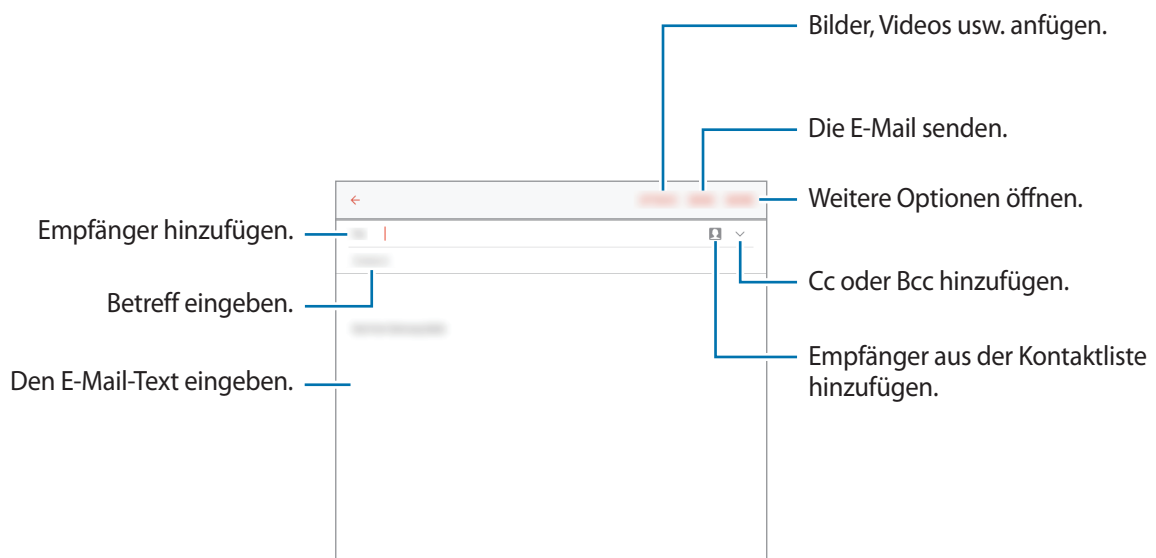 Bilder, Videos usw. anfügen.
Die E-Mail senden.
Weitere Optionen öffnen.
Empfänger hinzufügen.
Cc oder Bcc hinzufügen.
Betreff eingeben.
Empfänger aus der Kontaktliste
hinzufügen.
Den E-Mail-Text eingeben.